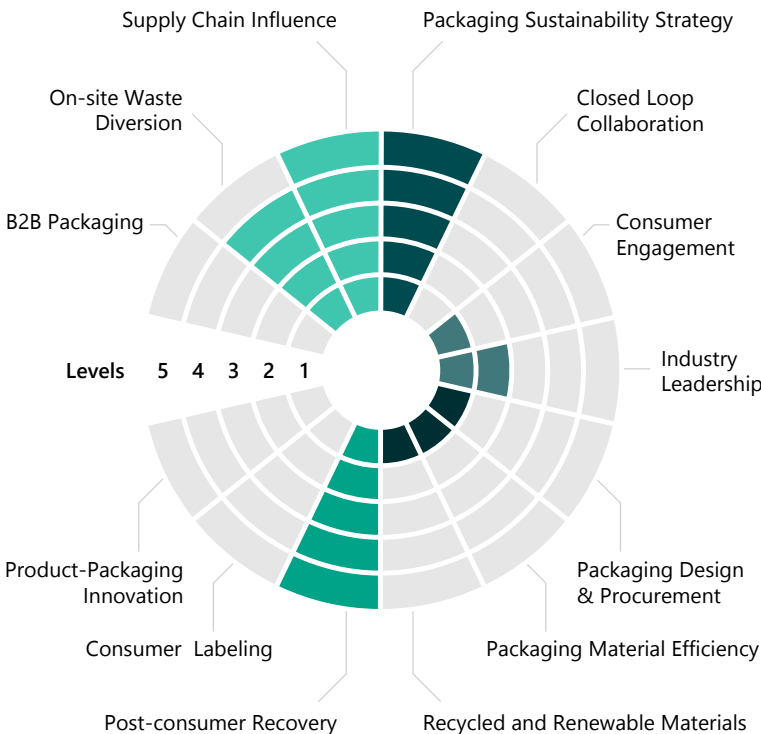 Supply Chain Influence
Packaging Sustainability Strategy
On-site Waste
Diversion
Closed Loop
Collaboration
B2B Packaging
Consumer
Engagement
Levels 5 4 3 2 1
Industry
Leadership
Product-Packaging
Innovation
Packaging Design
& Procurement
Consumer Labeling
Packaging Material Efficiency
Post-consumer Recovery
Recycled and Renewable Materials